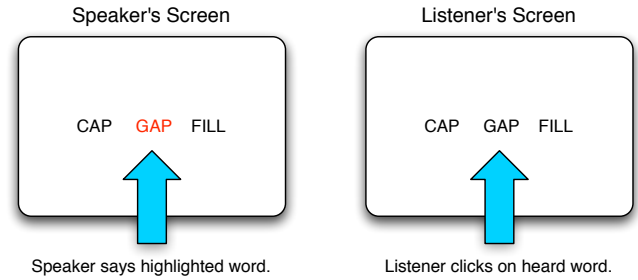 Speaker's Screen
Listener's Screen
CAP GAP FILL
CAP GAP FILL
Speaker says highlighted word.
Listener clicks on heard word.